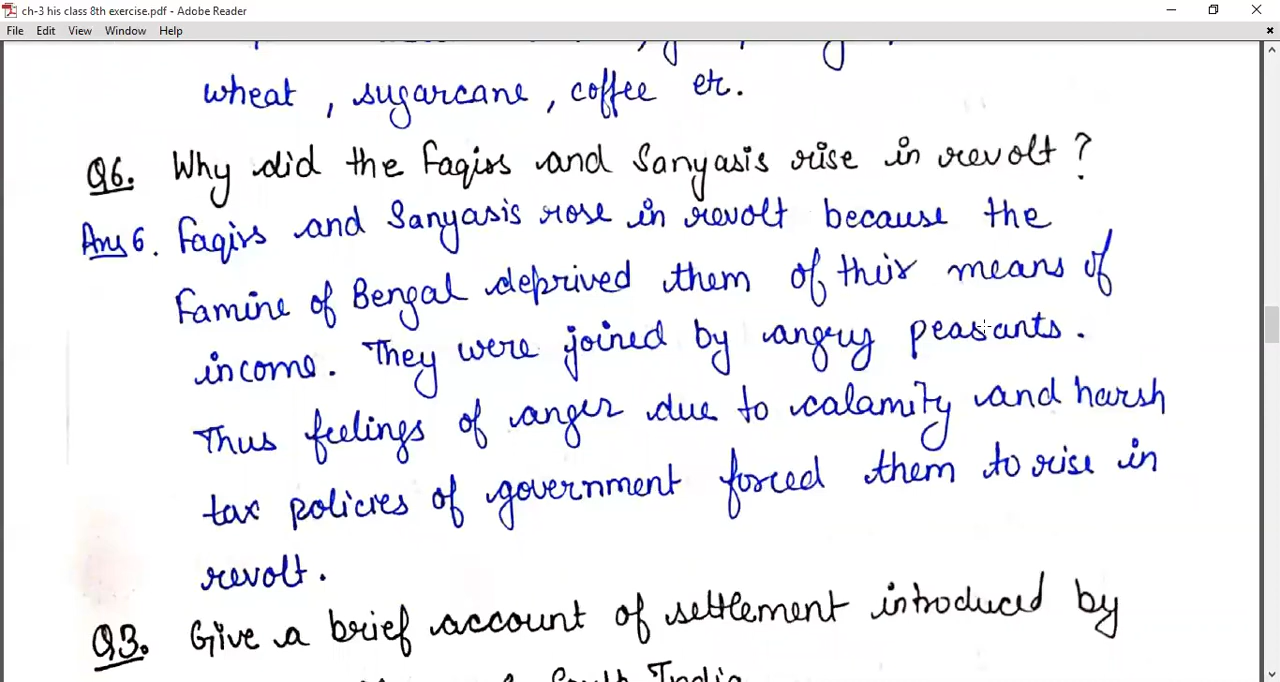 ch-3 his class 8th exercise.pdf - Adobe Reader
File Edit View Window Help
wheat , sugarcane , coffee etc.
Q6. Why did the Faqirs and Sanyasis rise in revolt ?
Ans 6. Faqirs and Sanyasis rose in revolt because the
Famine of Bengal deprived them of their means of
income. They were joined by angry peasants.
Thus feelings of anger due to calamity and harsh
tax policies of government forced them to rise in
revolt.
Q3. Give a brief account of settlement introduced by
South India